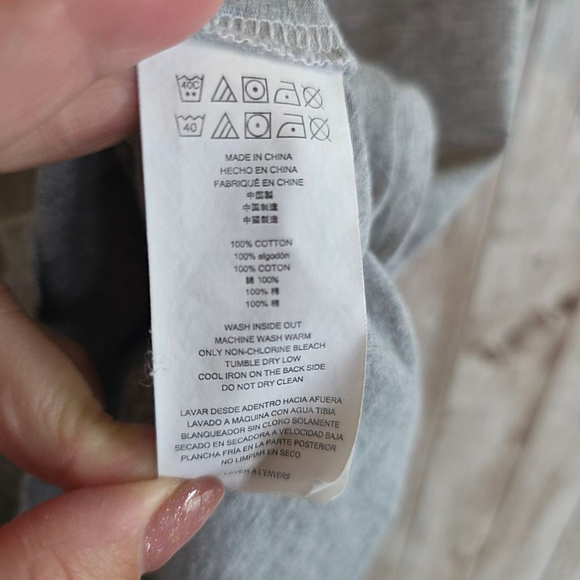 40C
40
MADE IN CHINA
HECHO EN CHINA
FABRIQUÉ EN CHINE
中国製
中国制造
中國製造
100% COTTON
100% algodón
100% COTON
綿 100%
100% 棉
100% 棉
WASH INSIDE OUT
MACHINE WASH WARM
ONLY NON-CHLORINE BLEACH
TUMBLE DRY LOW
COOL IRON ON THE BACK SIDE
DO NOT DRY CLEAN
LAVAR DESDE ADENTRO HACIA AFUERA
LAVADO A MÁQUINA CON AGUA TIBIA
BLANQUEADOR SIN CLORO SOLAMENTE
SECADO EN SECADORA A VELOCIDAD BAJA
PLANCHA FRÍA EN LA PARTE POSTERIOR
NO LIMPIAR EN SECO
A L'ENVERS